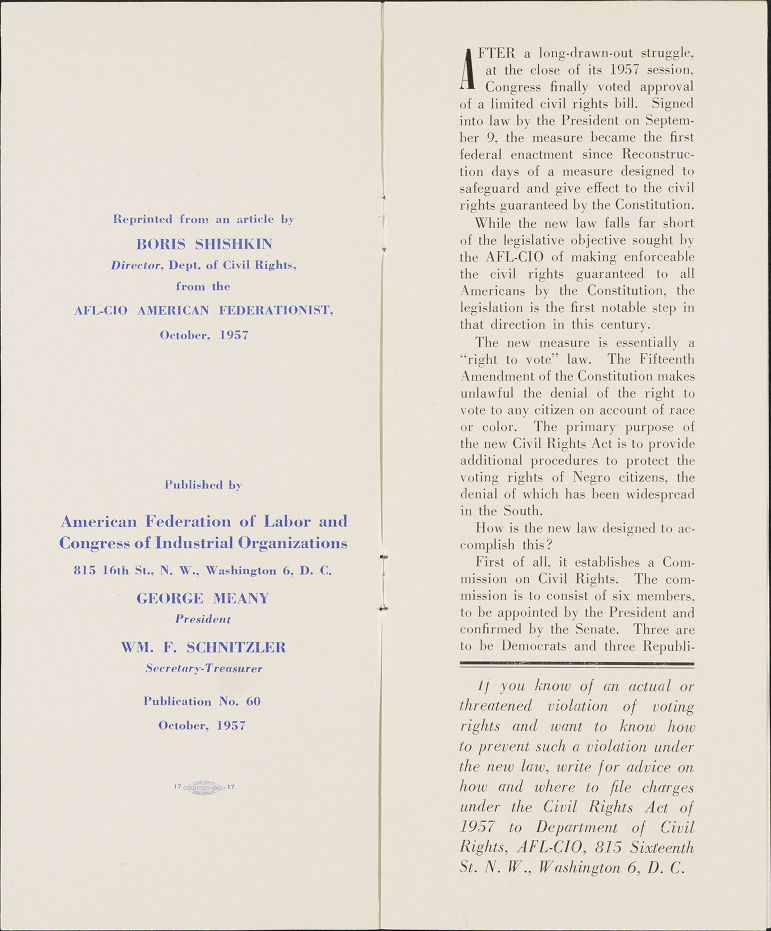 Reprinted from an article by
BORIS SHISHKIN
Director, Dept. of Civil Rights,
from the
AFL-CIO AMERICAN FEDERATIONIST,
October, 1957
Published by
American Federation of Labor and
Congress of Industrial Organizations
815 16th St., N. W., Washington 6, D. C.
GEORGE MEANY
President
WM. F. SCHNITZLER
Secretary-Treasurer
Publication No. 60
October, 1957
17 17
AFTER a long-drawn-out struggle,
at the close of its 1957 session,
Congress finally voted approval
of a limited civil rights bill. Signed
into law by the President on Septem-
ber 9, the measure became the first
federal enactment since Reconstruc-
tion days of a measure designed to
safeguard and give effect to the civil
rights guaranteed by the Constitution.
While the new law falls far short
of the legislative objective sought by
the AFL-CIO of making enforceable
the civil rights guaranteed to all
Americans by the Constitution, the
legislation is the first notable step in
that direction in this century.
The new measure is essentially a
“right to vote” law. The Fifteenth
Amendment of the Constitution makes
unlawful the denial of the right to
vote to any citizen on account of race
or color. The primary purpose of
the new Civil Rights Act is to provide
additional procedures to protect the
voting rights of Negro citizens, the
denial of which has been widespread
in the South.
How is the new law designed to ac-
complish this?
First of all, it establishes a Com-
mission on Civil Rights. The com-
mission is to consist of six members,
to be appointed by the President and
confirmed by the Senate. Three are
to be Democrats and three Republi-
If you know of an actual or
threatened violation of voting
rights and want to know how
to prevent such a violation under
the new law, write for advice on
how and where to file charges
under the Civil Rights Act of
1957 to Department of Civil
Rights, AFL-CIO, 815 Sixteenth
St. N. W., Washington 6, D. C.